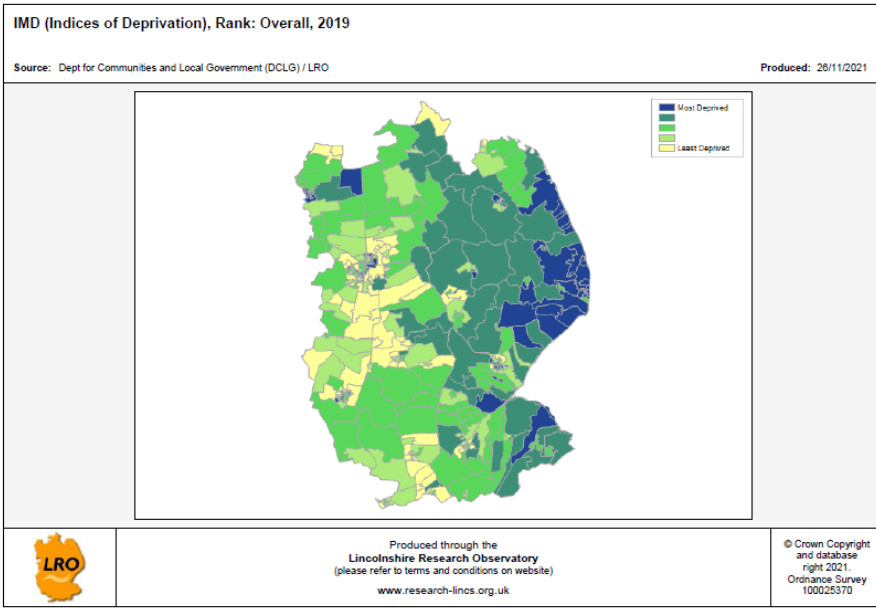 IMD (Indices of Deprivation), Rank: Overall, 2019
Source: Dept for Communities and Local Government (DCLG) / LRO
Produced: 26/11/2021
Most Deprived
Least Deprived
LRO
Produced through the
Lincolnshire Research Observatory
(please refer to terms and conditions on website)
www.research-lincs.org.uk
© Crown Copyright
and database
right 2021.
Ordnance Survey
100025370